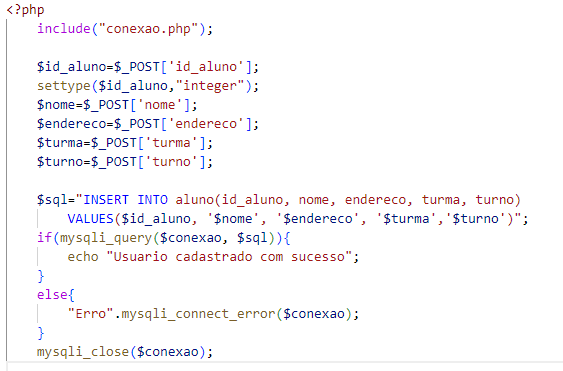 <?php
include("conexao.php");
$id_aluno=$_POST['id_aluno'];
settype($id_aluno,"integer");
$nome=$_POST['nome'];
$endereco=$_POST['endereco'];
$turma=$_POST['turma'];
$turno=$_POST['turno'];
$sql="INSERT INTO aluno(id_aluno, nome, endereco, turma, turno)
VALUES($id_aluno, '$nome', '$endereco', '$turma','$turno')";
if(mysqli_query($conexao, $sql)){
echo "Usuario cadastrado com sucesso";
}
else{
"Erro".mysqli_connect_error($conexao);
}
mysqli_close($conexao);